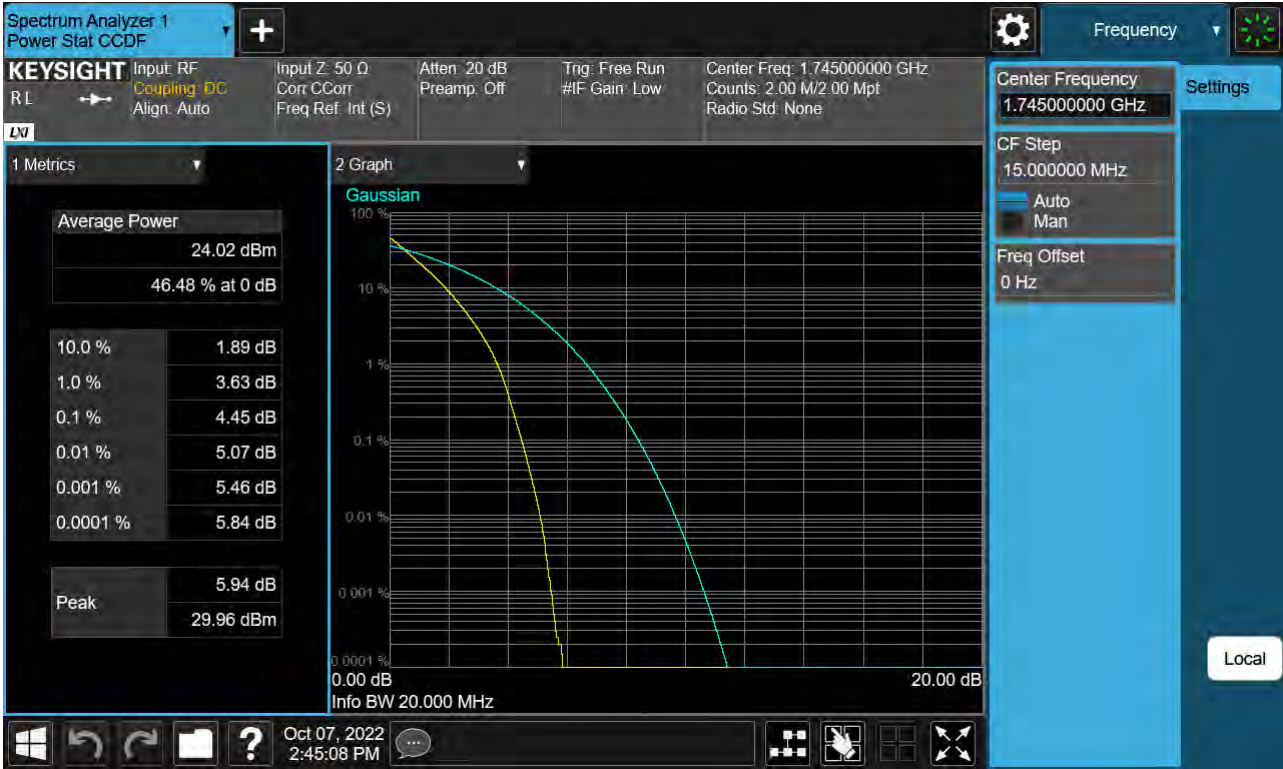 Spectrum Analyzer 1
Power Stat CCDF
Frequency
KEYSIGHT
R L
LXI
Input: RF
Coupling: DC
Align: Auto
Input Z: 50 Ω
Corr CCorr
Freq Ref: Int (S)
Atten: 20 dB
Preamp: Off
Trig: Free Run
#IF Gain: Low
Center Freq: 1.745000000 GHz
Counts: 2.00 M/2.00 Mpt
Radio Std: None
Center Frequency
1.745000000 GHz
Settings
CF Step
15.000000 MHz
Auto
Man
Freq Offset
0 Hz
1 Metrics
Average Power
24.02 dBm
46.48 % at 0 dB
10.0 % 1.89 dB
1.0 % 3.63 dB
0.1 % 4.45 dB
0.01 % 5.07 dB
0.001 % 5.46 dB
0.0001 % 5.84 dB
Peak
5.94 dB
29.96 dBm
2 Graph
Gaussian
100 %
10 %
1 %
0.1 %
0.01 %
0.001 %
0.0001 %
0.00 dB 20.00 dB
Info BW 20.000 MHz
Local
?
Oct 07, 2022
2:45:08 PM